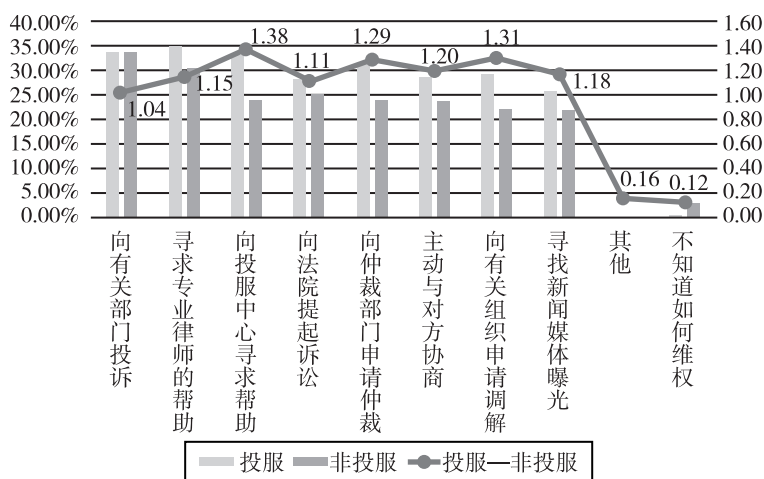 40.00%
35.00%
30.00%
25.00%
20.00%
15.00%
10.00%
5.00%
0.00%
1.60
1.40
1.20
1.00
0.80
0.60
0.40
0.20
0.00
1.04
1.15
1.38
1.11
1.29
1.20
1.31
1.18
0.16
0.12
向有关部门投诉
寻求专业律师的帮助
向投服中心寻求帮助
向法院提起诉讼
向仲裁部门申请仲裁
主动与对方协商
向有关组织申请调解
寻找新闻媒体曝光
其他
不知道如何维权
投服 非投服 投服—非投服